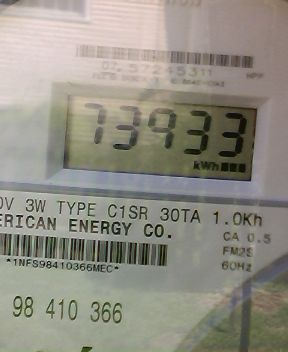 73933
kWh
0V 3W TYPE C1SR 30TA 1.0Kh
ERICAN ENERGY CO.
CA 0.5
*1NFS98410366MEC*
FM2S
60Hz
98 410 366